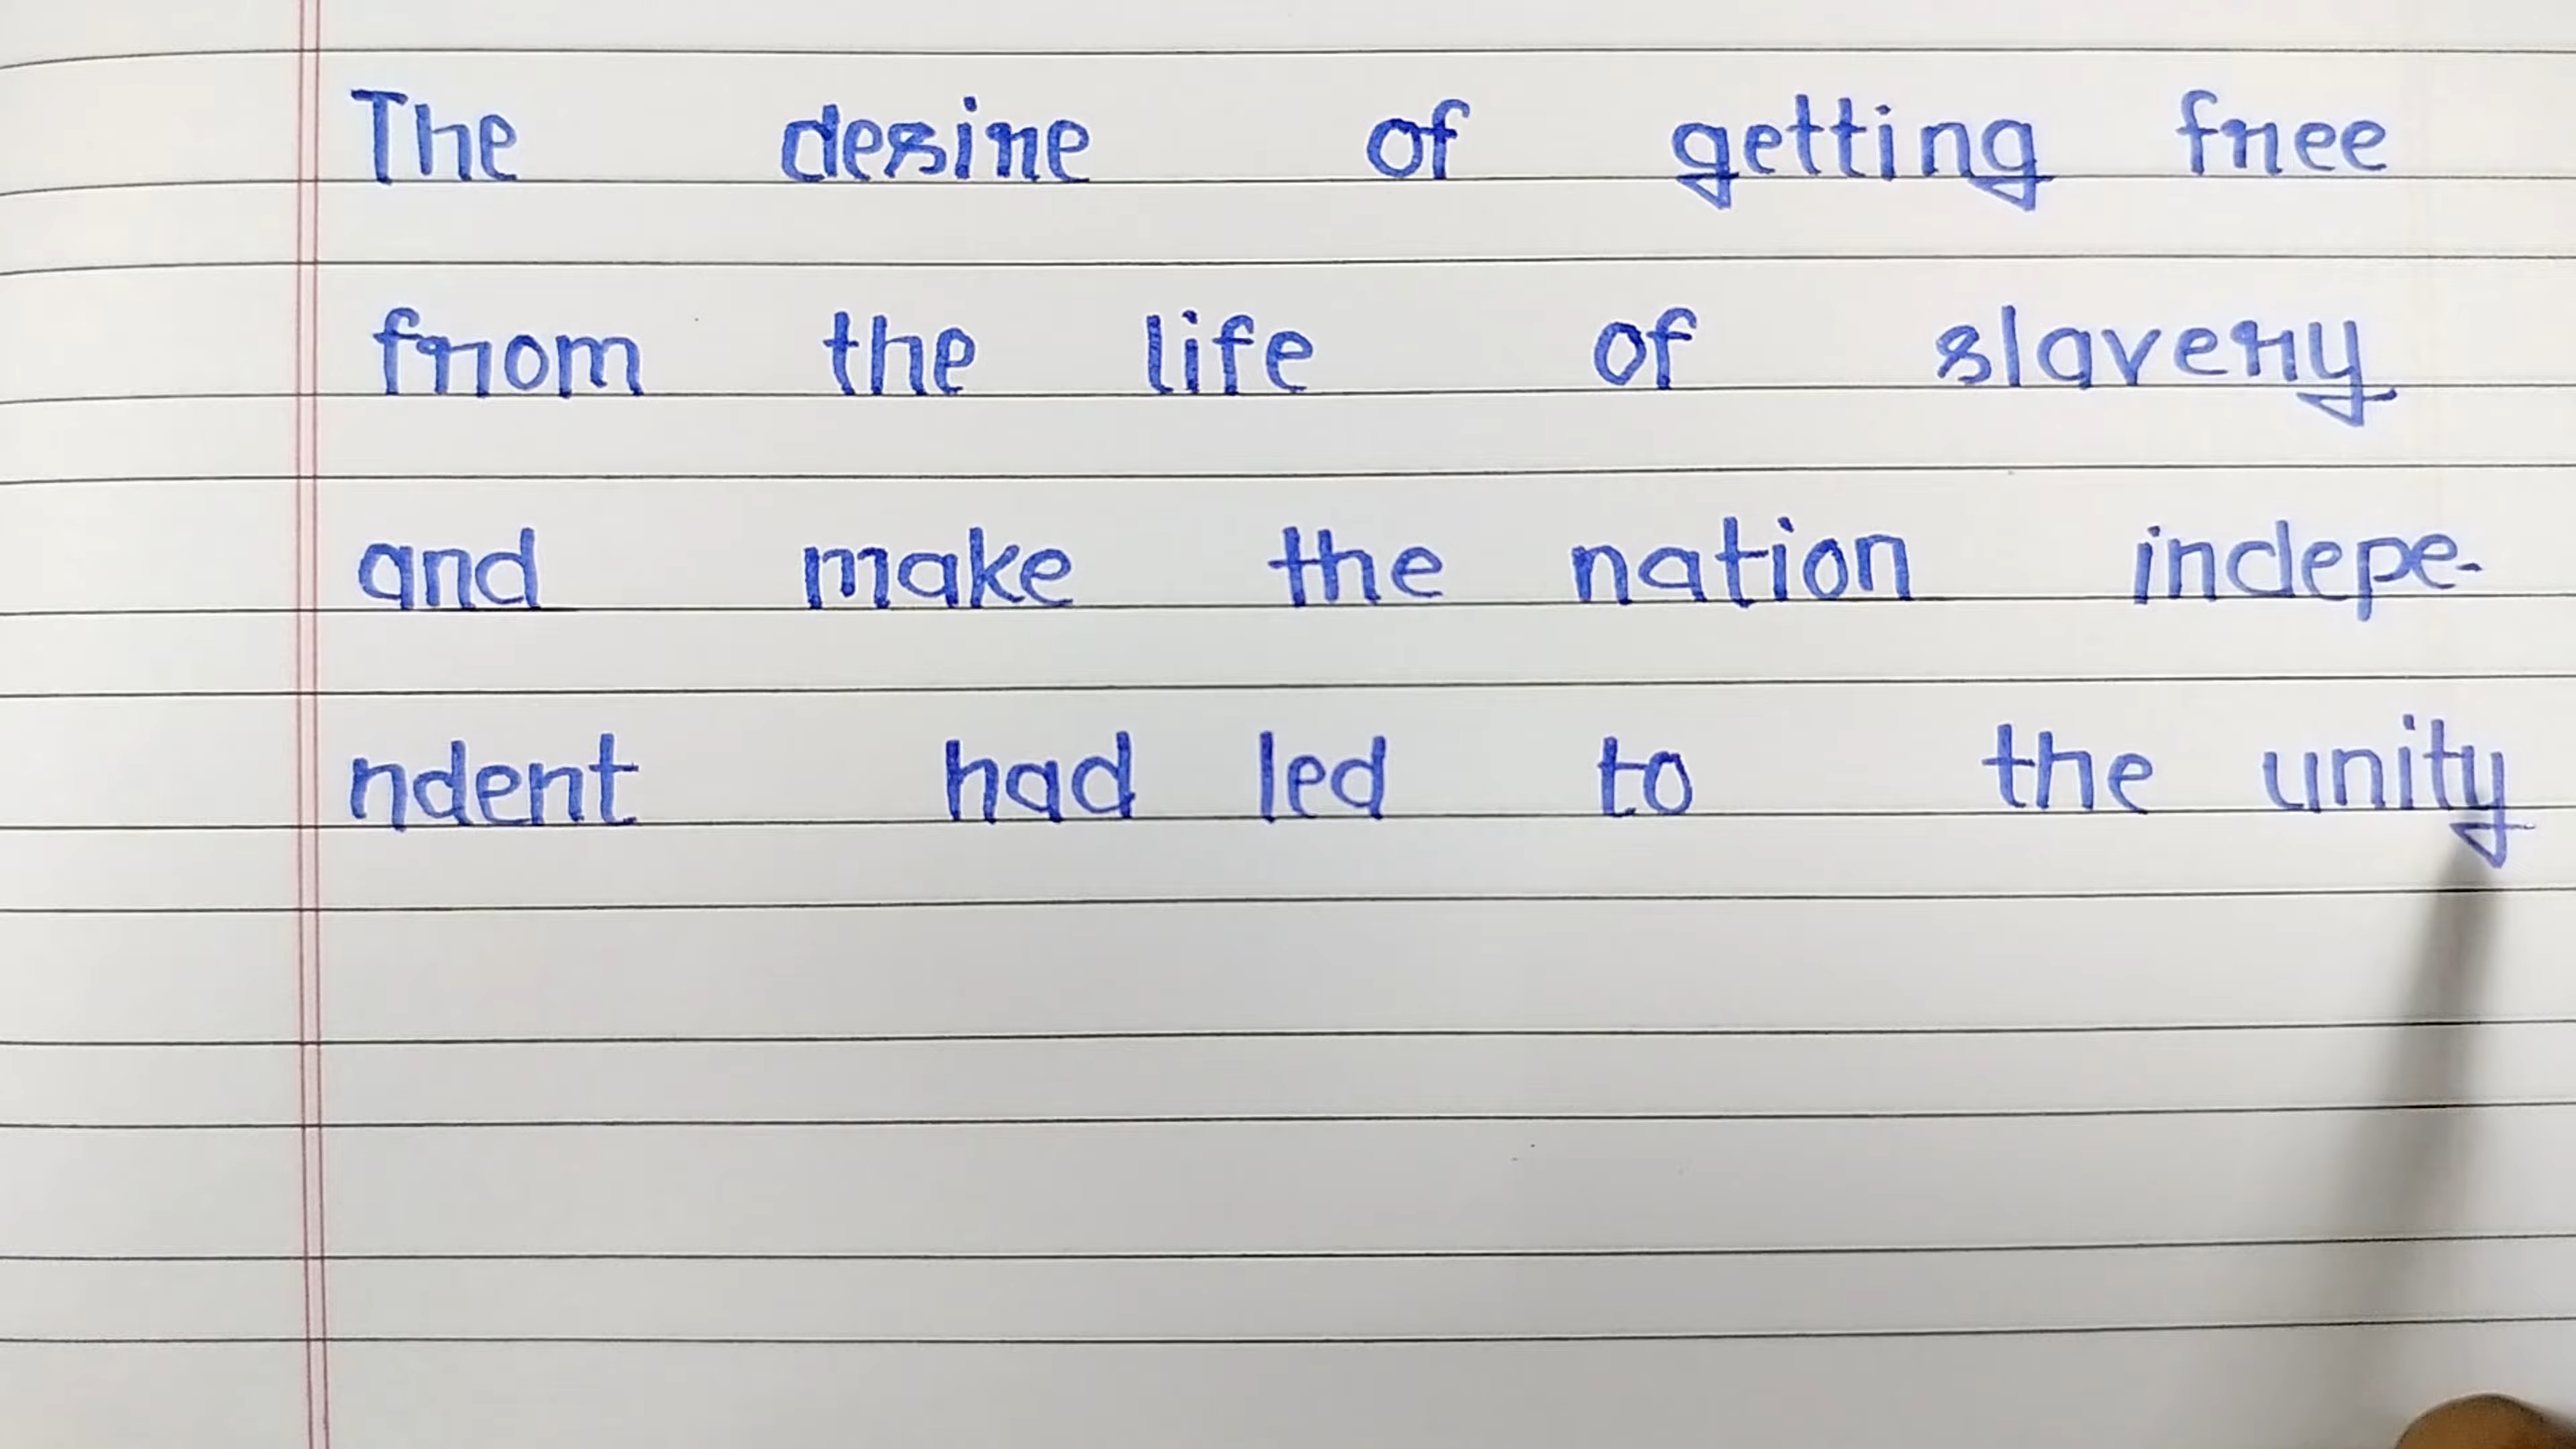 The desire of getting free
from the life of slavery
and make the nation indepe-
ndent had led to the unity